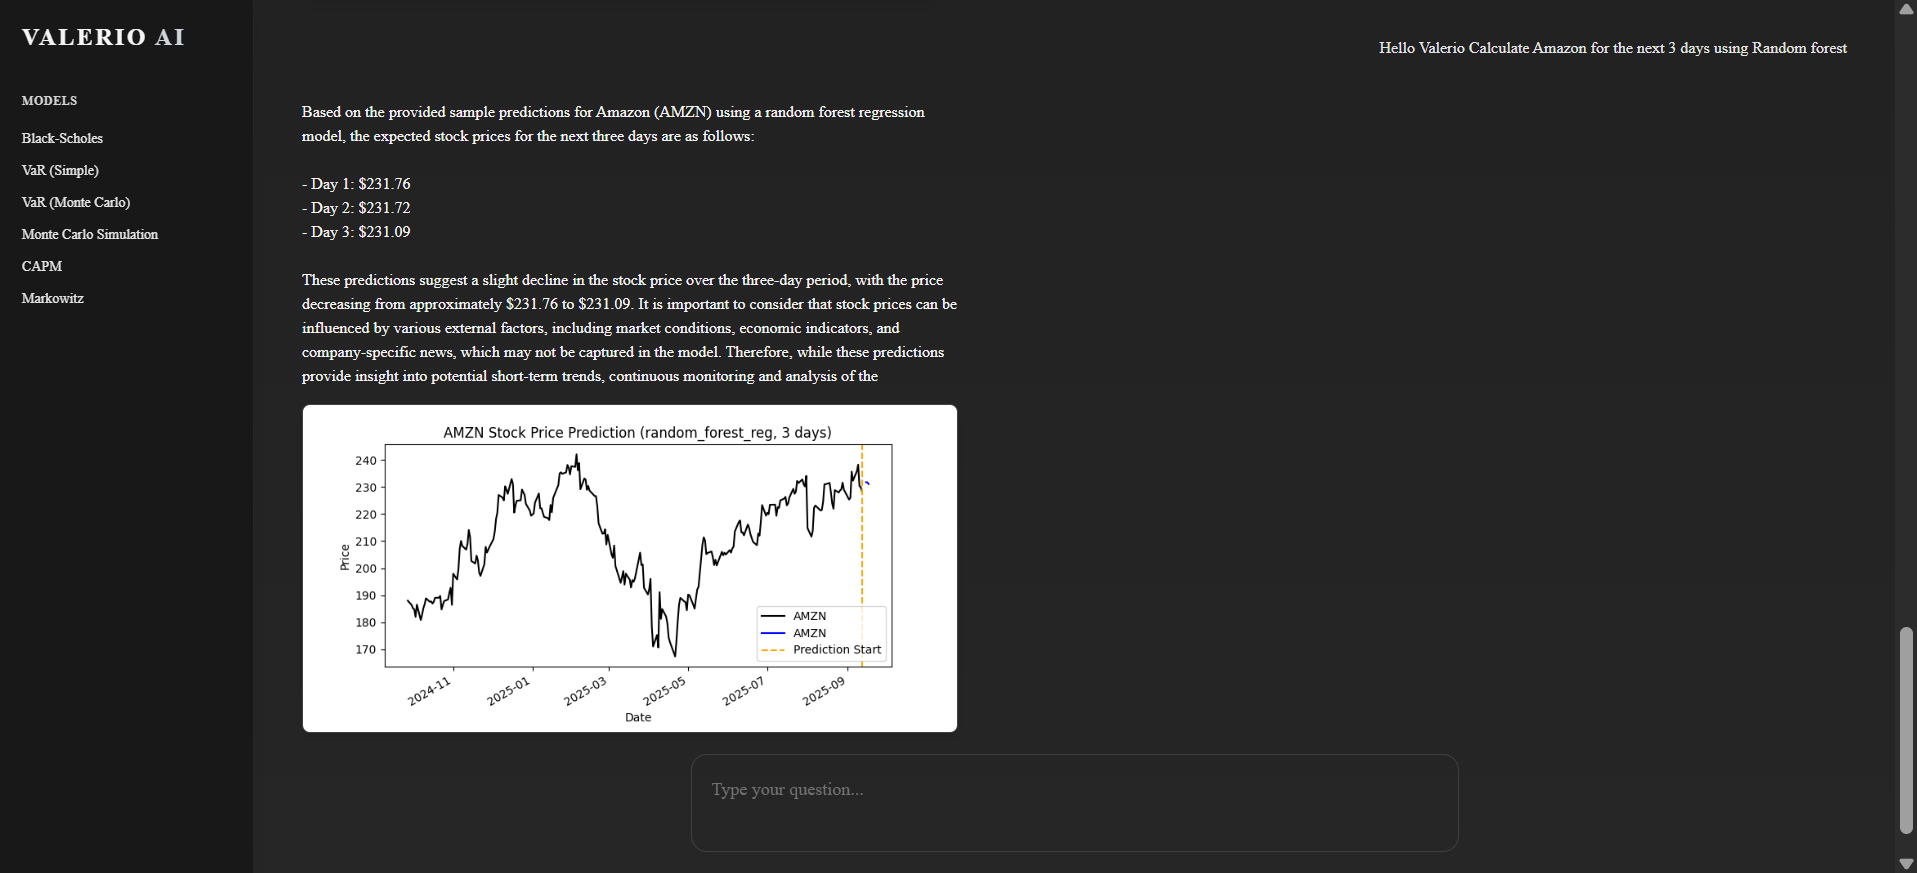 VALERIO AI
MODELS
Black-Scholes
VaR (Simple)
VaR (Monte Carlo)
Monte Carlo Simulation
CAPM
Markowitz
Hello Valerio Calculate Amazon for the next 3 days using Random forest
Based on the provided sample predictions for Amazon (AMZN) using a random forest regression
model, the expected stock prices for the next three days are as follows:
- Day 1: $231.76
- Day 2: $231.72
- Day 3: $231.09
These predictions suggest a slight decline in the stock price over the three-day period, with the price
decreasing from approximately $231.76 to $231.09. It is important to consider that stock prices can be
influenced by various external factors, including market conditions, economic indicators, and
company-specific news, which may not be captured in the model. Therefore, while these predictions
provide insight into potential short-term trends, continuous monitoring and analysis of the
AMZN Stock Price Prediction (random_forest_reg, 3 days)
240
230
220
210
200
190
180
170
Price
AMZN
AMZN
Prediction Start
2024-11
2025-01
2025-03
2025-05
2025-07
2025-09
Date
Type your question...